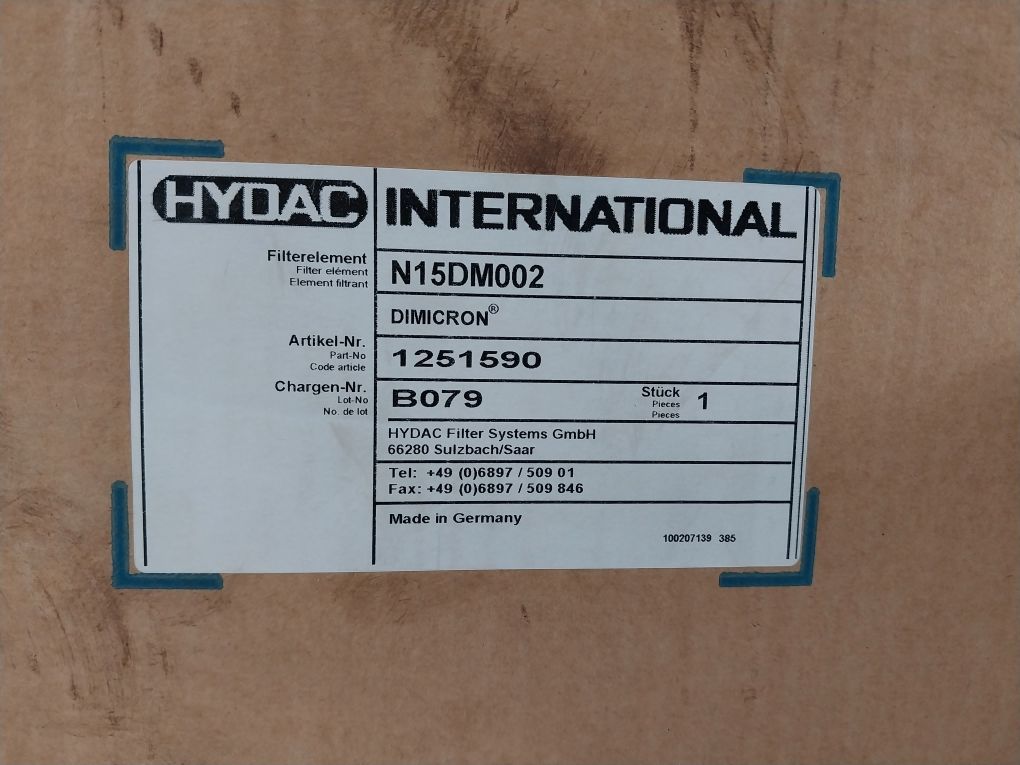 HYDAC INTERNATIONAL
Filterelement
Filter elément
Element filtrant
N15DM002
DIMICRON®
Artikel-Nr.
Part-No
Code article
1251590
Chargen-Nr.
Lot-No
No. de lot
B079
Stück
Pieces
Pieces
1
HYDAC Filter Systems GmbH
66280 Sulzbach/Saar
Tel: +49 (0)6897 / 509 01
Fax: +49 (0)6897 / 509 846
Made in Germany
100207139 385